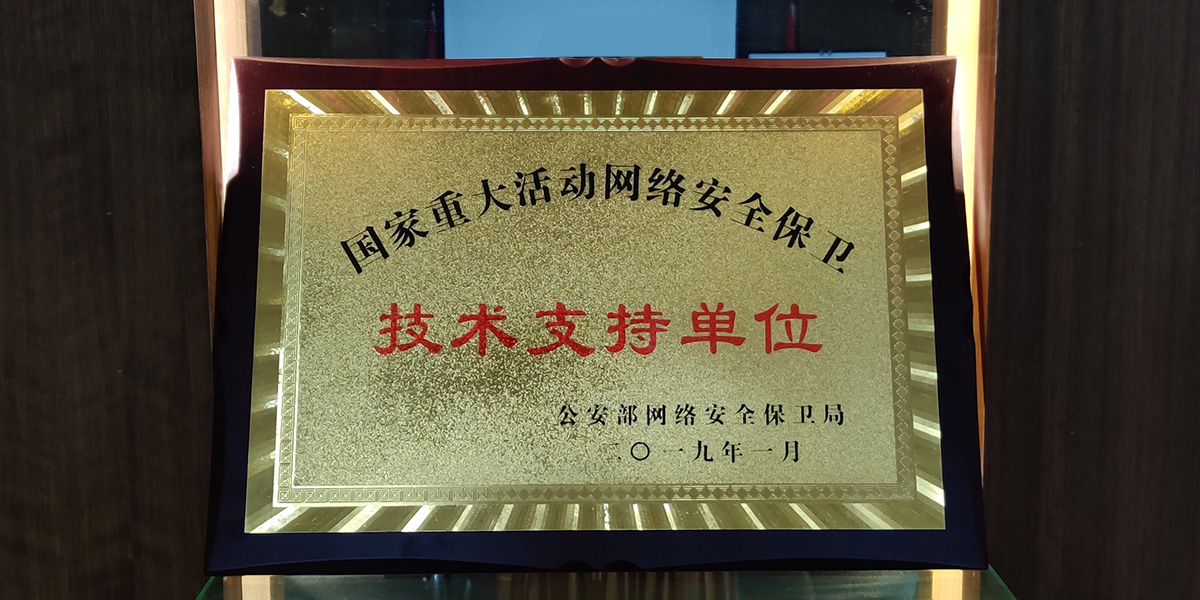 国家重大活动网络安全保卫
技术支持单位
公安部网络安全保卫局
二〇一九年一月